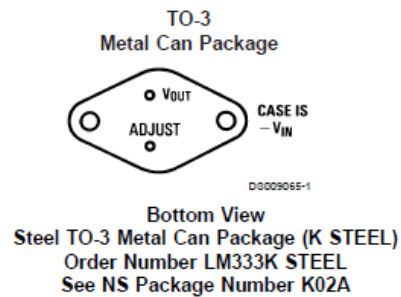 TO-3
Metal Can Package
VOUT
ADJUST
CASE IS
−VIN
DS009065-1
Bottom View
Steel TO-3 Metal Can Package (K STEEL)
Order Number LM333K STEEL
See NS Package Number K02A